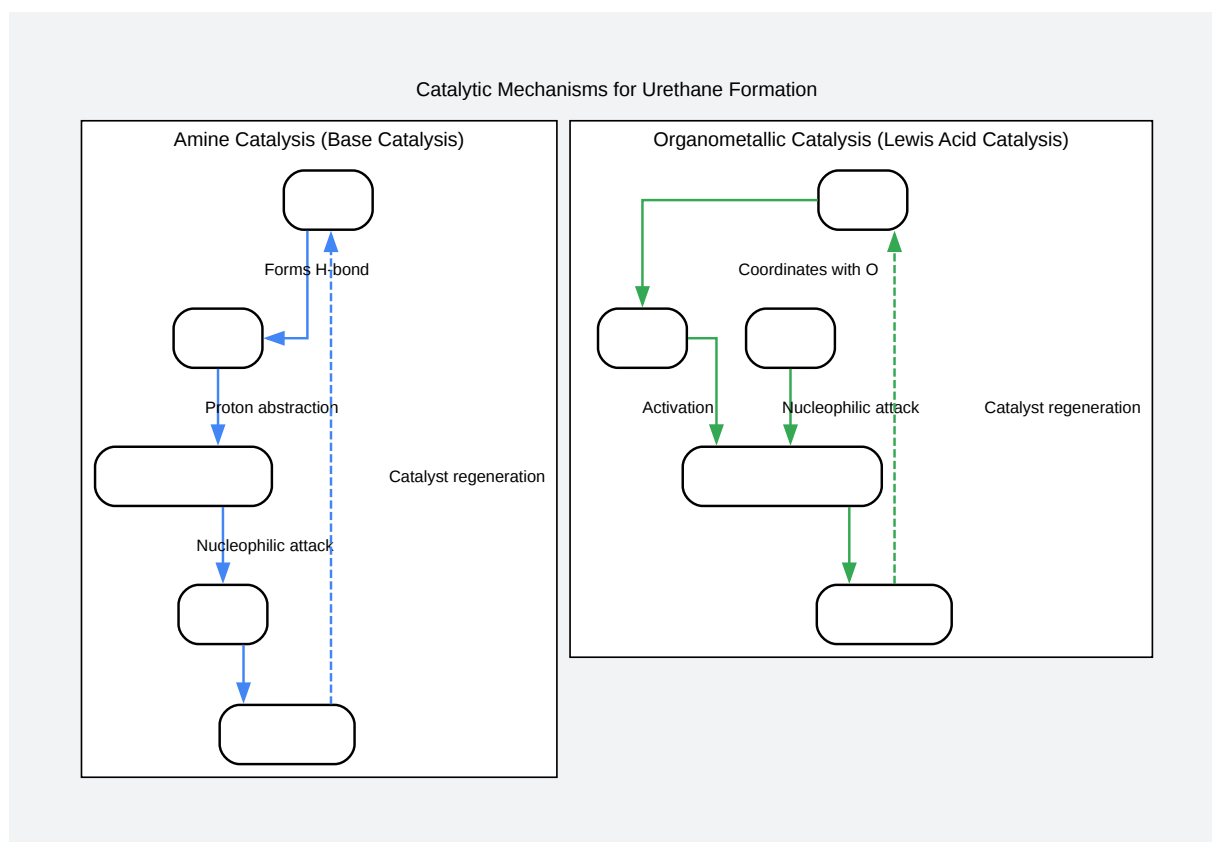 Catalytic Mechanisms for Urethane Formation
Amine Catalysis (Base Catalysis)
Forms H-bond
Proton abstraction
Catalyst regeneration
Nucleophilic attack
Organometallic Catalysis (Lewis Acid Catalysis)
Coordinates with O
Activation
Nucleophilic attack
Catalyst regeneration